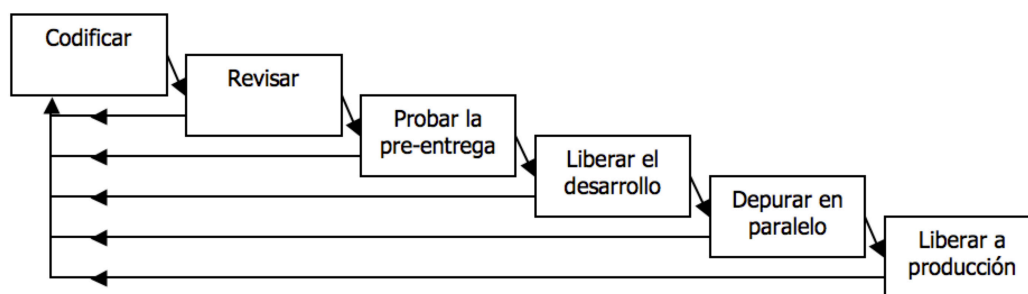 Codificar
Revisar
Probar la
pre-entrega
Liberar el
desarrollo
Depurar en
paralelo
Liberar a
producción